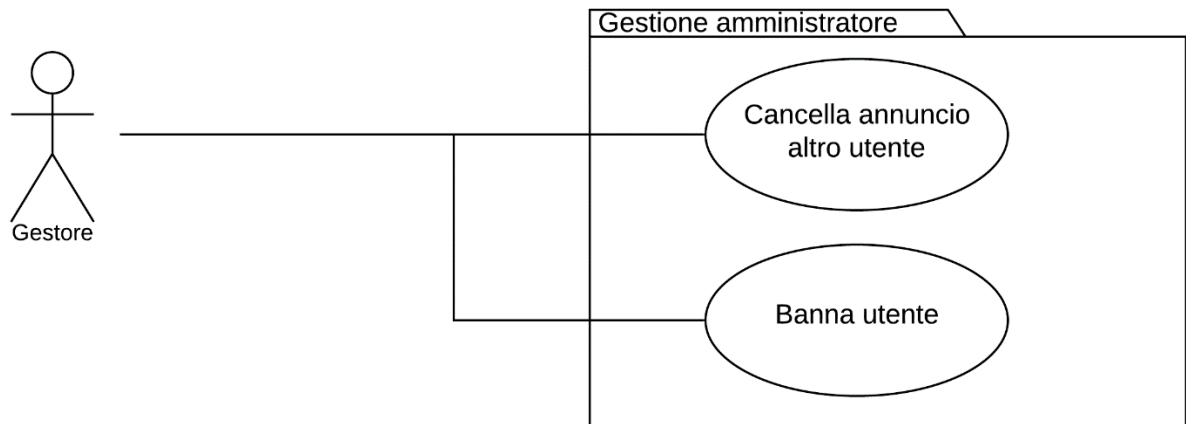 Gestione amministratore
Cancella annuncio
altro utente
Gestore
Banna utente